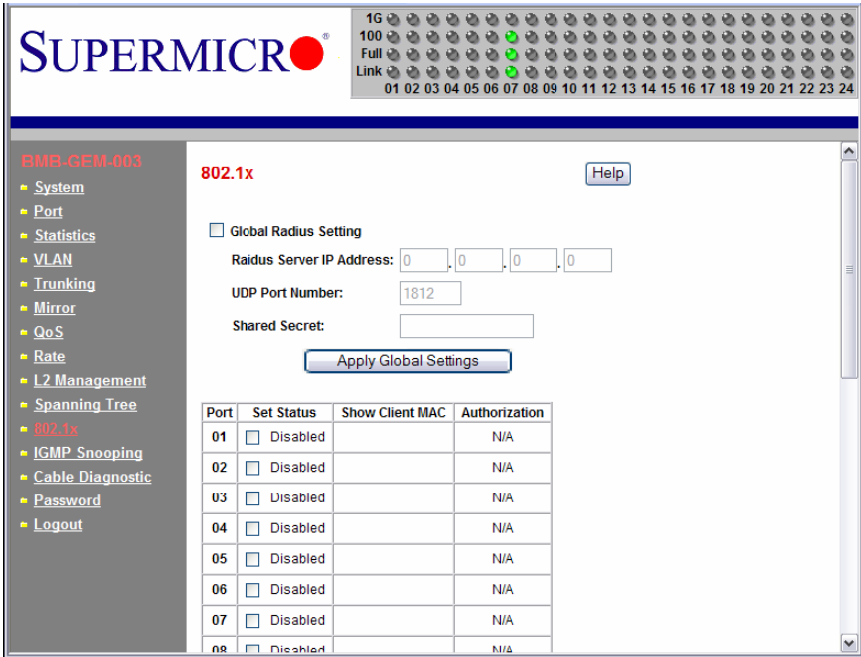 SUPERMICRO®
1G
100
Full
Link
01 02 03 04 05 06 07 08 09 10 11 12 13 14 15 16 17 18 19 20 21 22 23 24
BMB-GEM-003
System
Port
Statistics
VLAN
Trunking
Mirror
QoS
Rate
L2 Management
Spanning Tree
802.1x
IGMP Snooping
Cable Diagnostic
Password
Logout
802.1x
Help
Global Radius Setting
Raidus Server IP Address: 0 . 0 . 0 . 0
UDP Port Number: 1812
Shared Secret:
Apply Global Settings
Port Set Status Show Client MAC Authorization
01 Disabled N/A
02 Disabled N/A
03 Disabled N/A
04 Disabled N/A
05 Disabled N/A
06 Disabled N/A
07 Disabled N/A
08 Disabled N/A